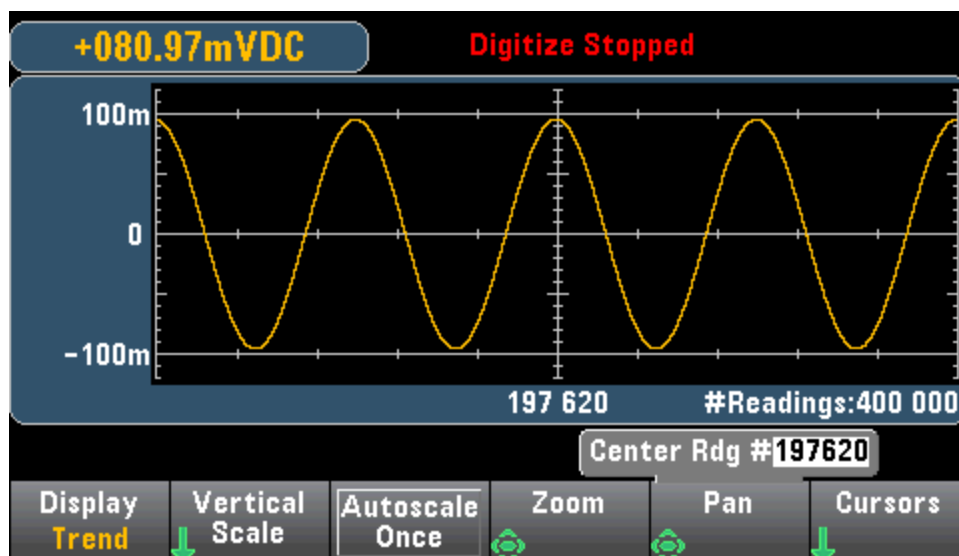 +080.97mVDC
Digitize Stopped
100m
0
-100m
197 620
#Readings:400 000
Center Rdg #197620
Display
Trend
Vertical
Scale
Autoscale
Once
Zoom
Pan
Cursors